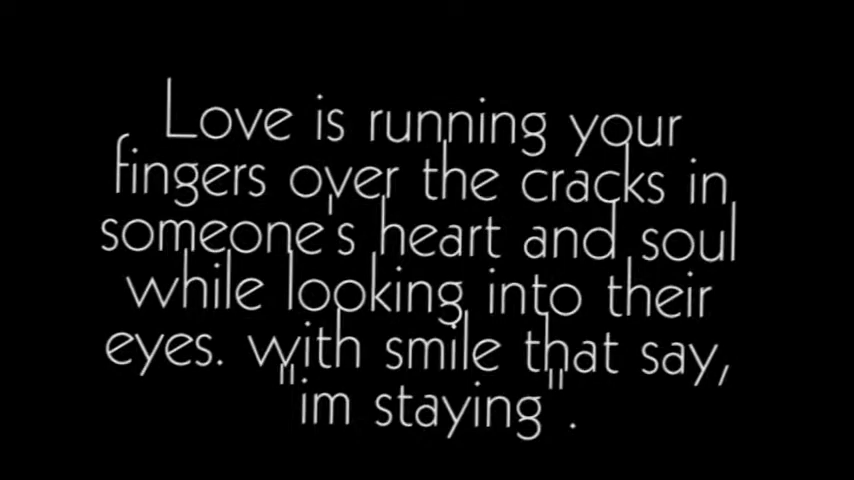 Love is running your
fingers over the cracks in
someone's heart and soul
while looking into their
eyes. with smile that say,
"im staying".